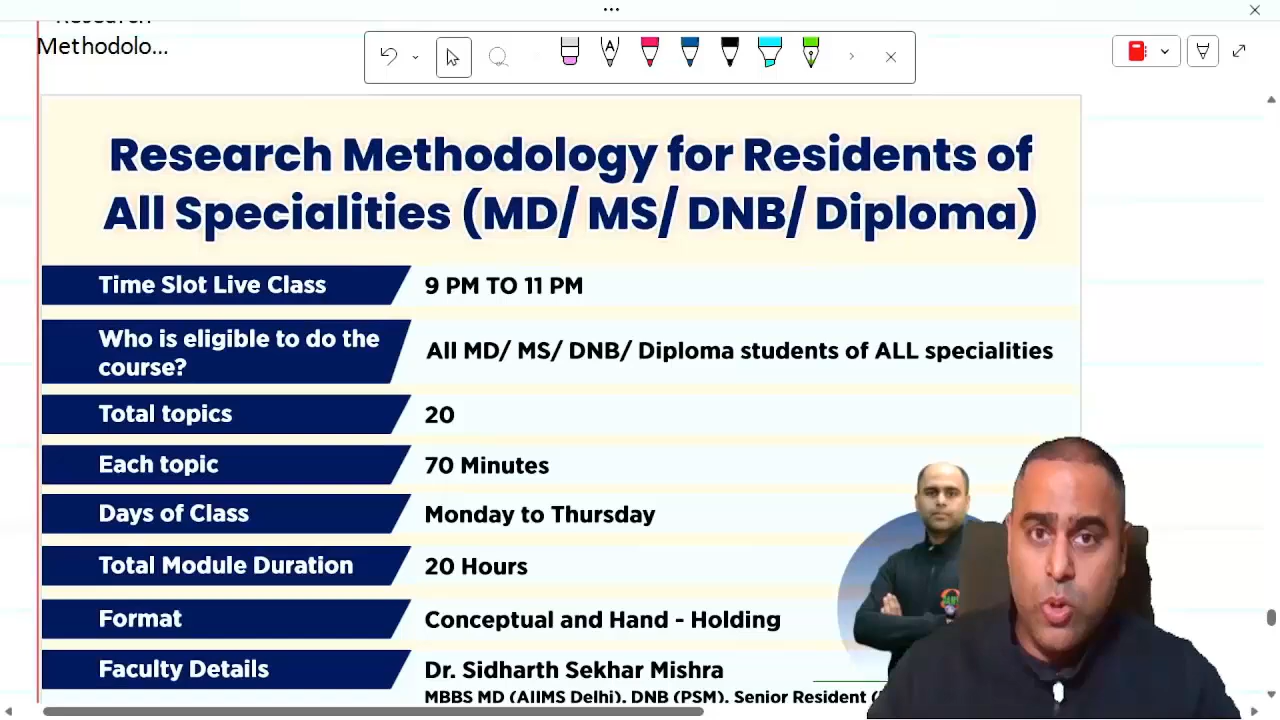 Methodolo...
Research Methodology for Residents of
All Specialities (MD/ MS/ DNB/ Diploma)
Time Slot Live Class
9 PM TO 11 PM
Who is eligible to do the
course?
All MD/ MS/ DNB/ Diploma students of ALL specialities
Total topics
20
Each topic
70 Minutes
Days of Class
Monday to Thursday
Total Module Duration
20 Hours
Format
Conceptual and Hand - Holding
Faculty Details
Dr. Sidharth Sekhar Mishra
MBBS MD (AIIMS Delhi), DNB (PSM), Senior Resident (